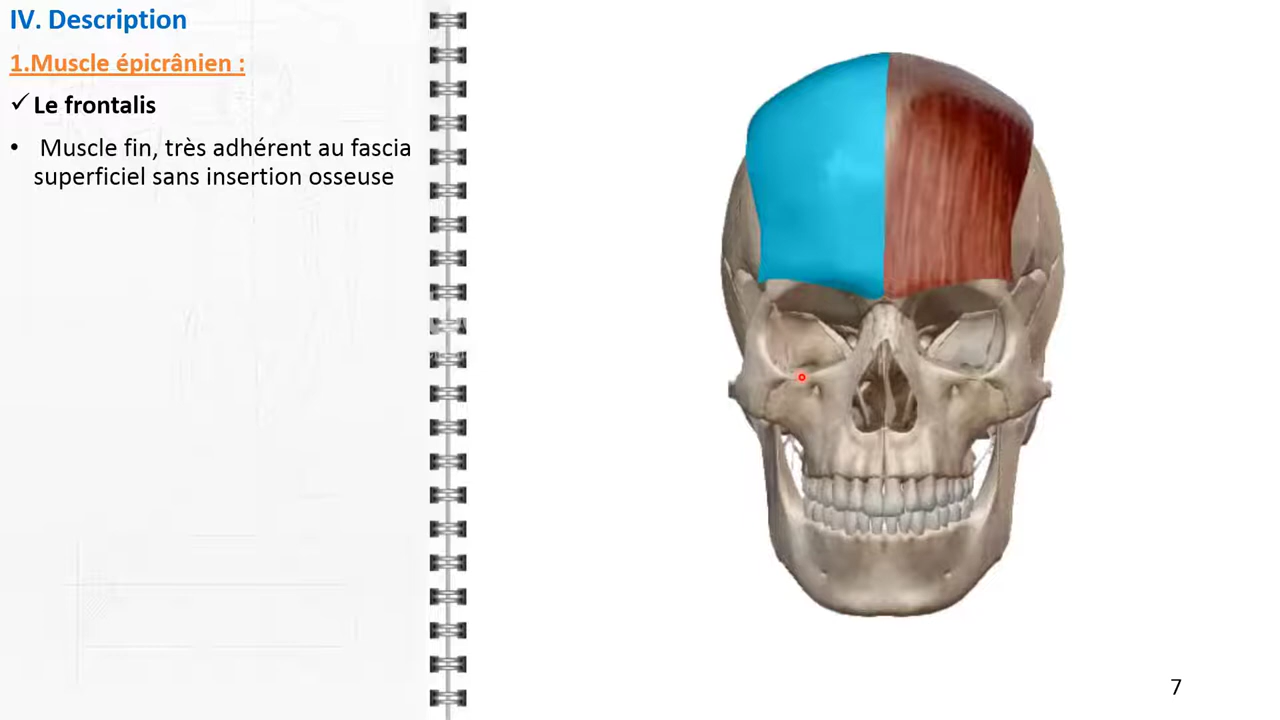 IV. Description
1.Muscle épicrânien :
✓ Le frontalis
• Muscle fin, très adhérent au fascia
superficiel sans insertion osseuse
7